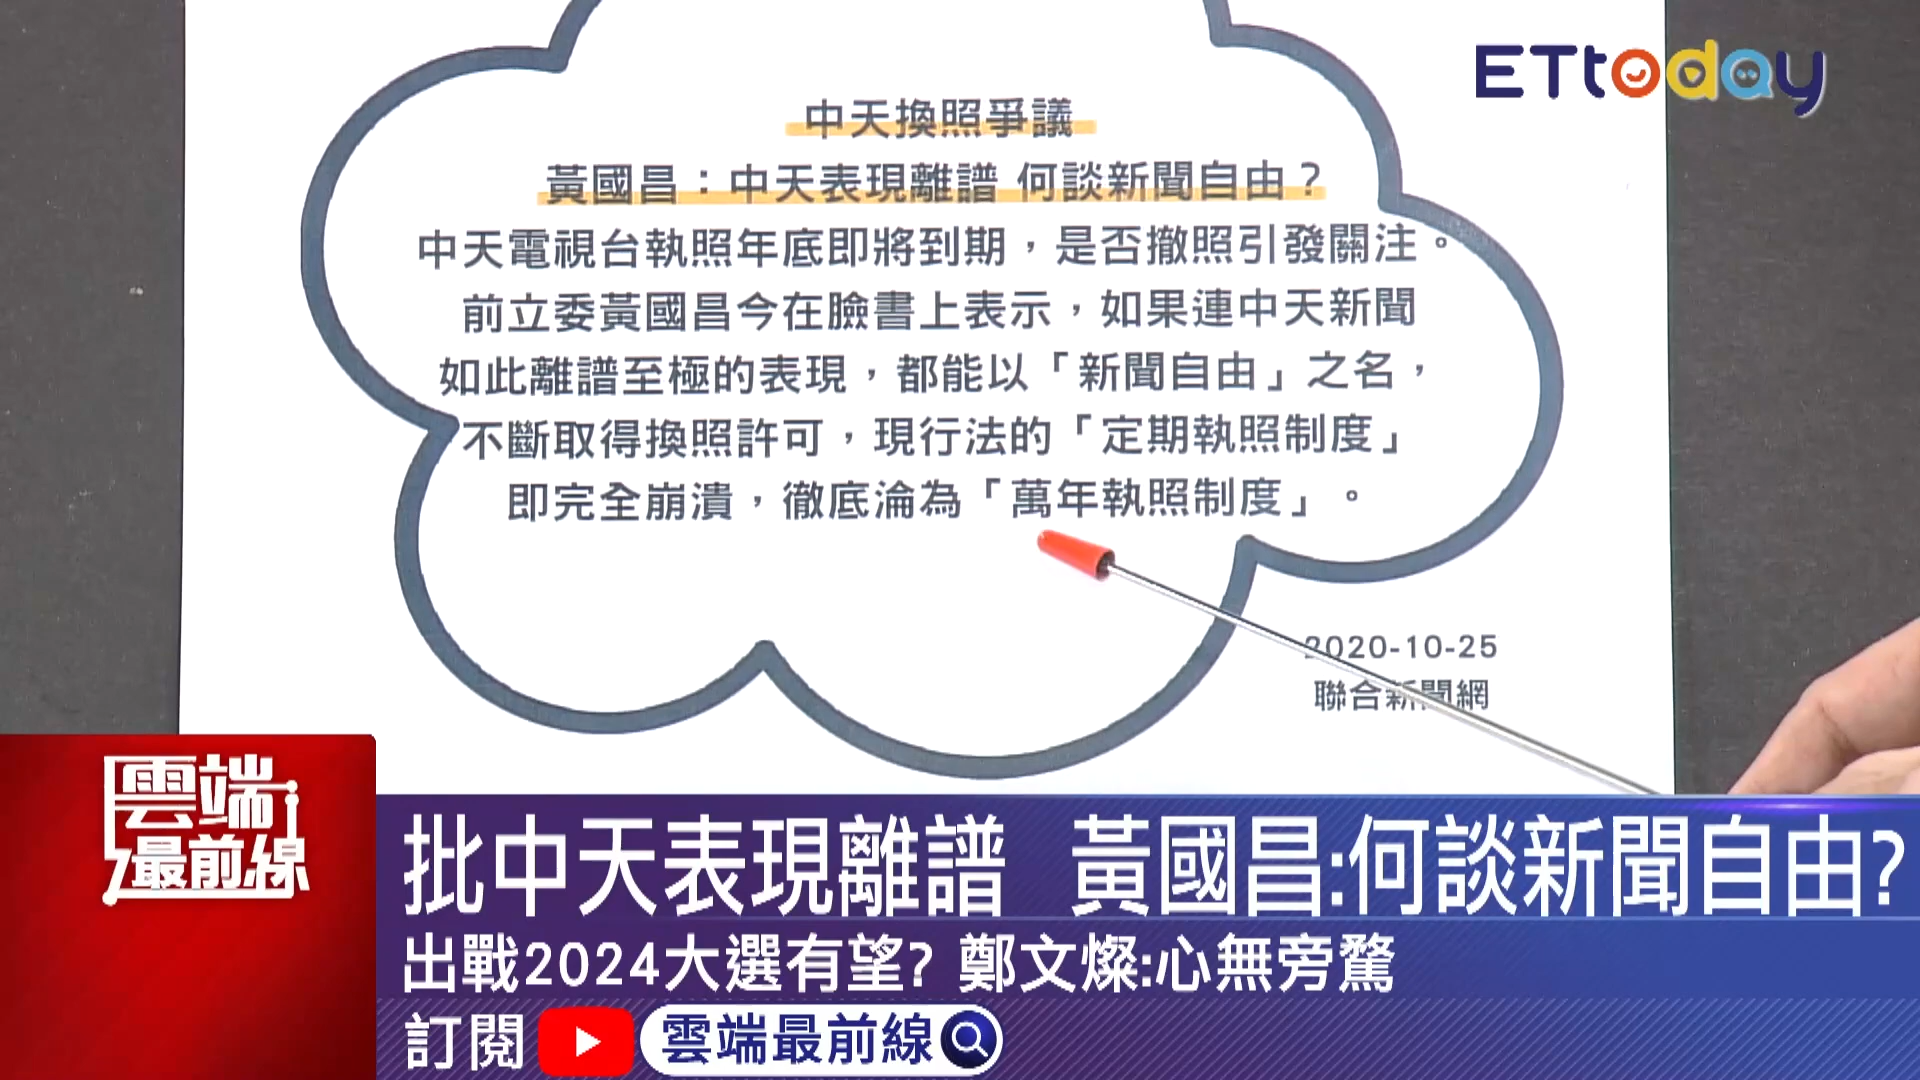 ETtoday
中天換照爭議
黃國昌：中天表現離譜 何談新聞自由？
中天電視台執照年底即將到期，是否撤照引發關注。
前立委黃國昌今在臉書上表示，如果連中天新聞
如此離譜至極的表現，都能以「新聞自由」之名，
不斷取得換照許可，現行法的「定期執照制度」
即完全崩潰，徹底淪為「萬年執照制度」。
2020-10-25
聯合新聞網
雲端
最前線
批中天表現離譜 黃國昌:何談新聞自由?
出戰2024大選有望? 鄭文燦:心無旁騖
訂閱 雲端最前線